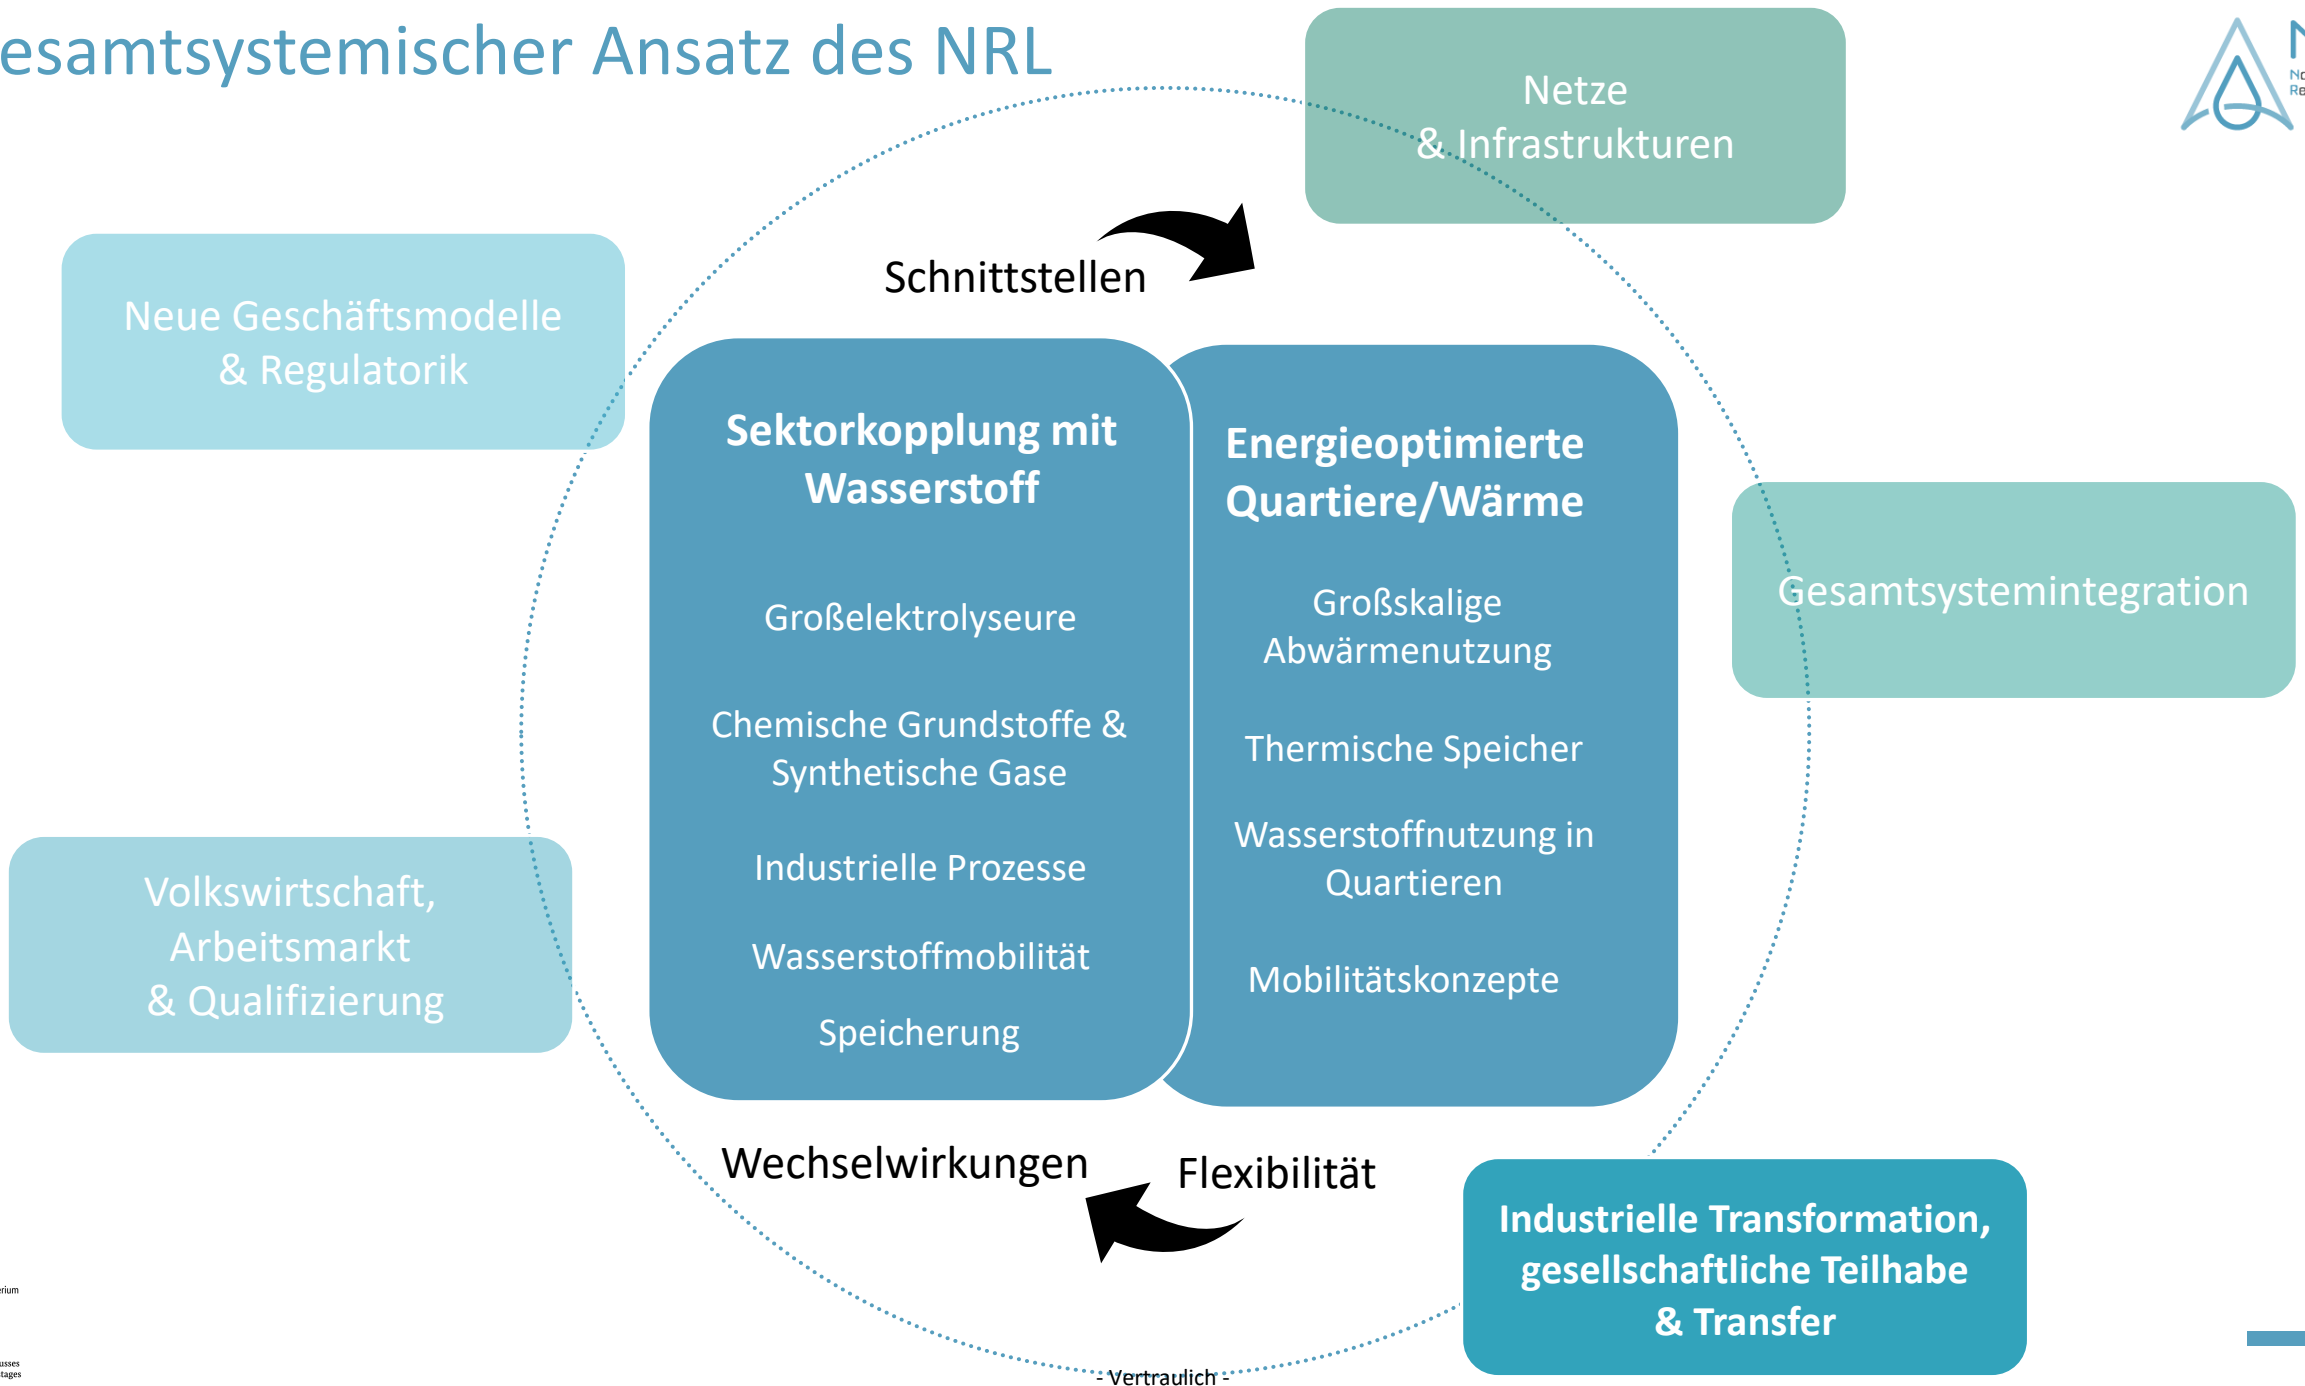 esamtsystemischer Ansatz des NRL
Netze
& Infrastrukturen
Schnittstellen
Neue Geschäftsmodelle
& Regulatorik
Sektorkopplung mit
Wasserstoff
Großelektrolyseure
Chemische Grundstoffe &
Synthetische Gase
Industrielle Prozesse
Wasserstoffmobilität
Speicherung
Energieoptimierte
Quartiere/Wärme
Großskalige
Abwärmenutzung
Thermische Speicher
Wasserstoffnutzung in
Quartieren
Mobilitätskonzepte
Gesamtsystemintegration
Volkswirtschaft,
Arbeitsmarkt
& Qualifizierung
Wechselwirkungen
Flexibilität
Industrielle Transformation,
gesellschaftliche Teilhabe
& Transfer
- Vertraulich -